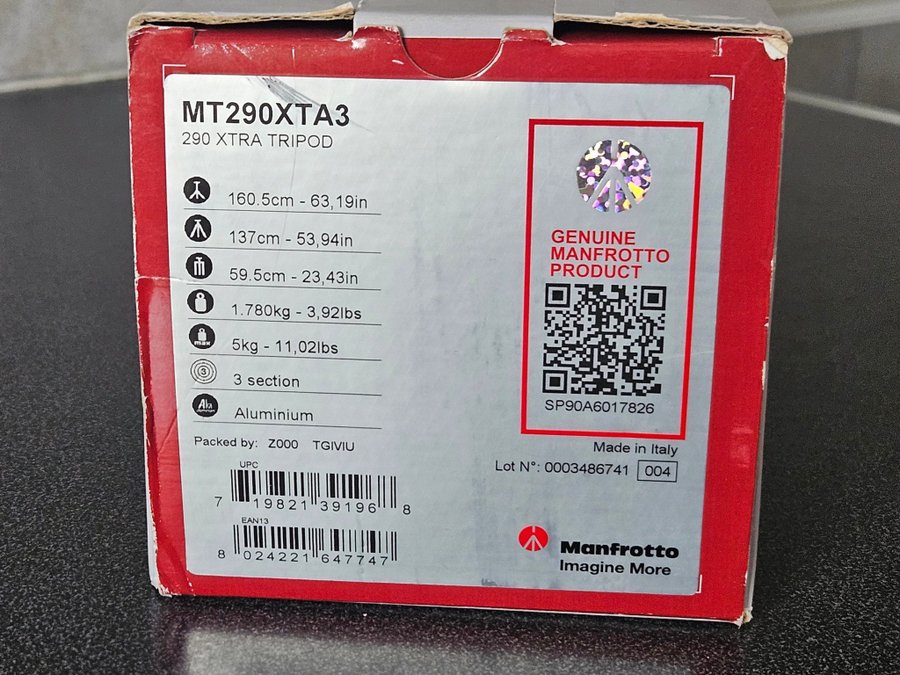 MT290XTA3
290 XTRA TRIPOD
160.5cm - 63,19in
137cm - 53,94in
59.5cm - 23,43in
1.780kg - 3,92lbs
max
5kg - 11,02lbs
3
3 section
Alu
Aluminium
Packed by: Z000 TGIVIU
UPC
7 19821 39196 8
EAN13
8 024221 647747
GENUINE
MANFROTTO
PRODUCT
SP90A6017826
Made in Italy
Lot N°: 0003486741 004
Manfrotto
Imagine More